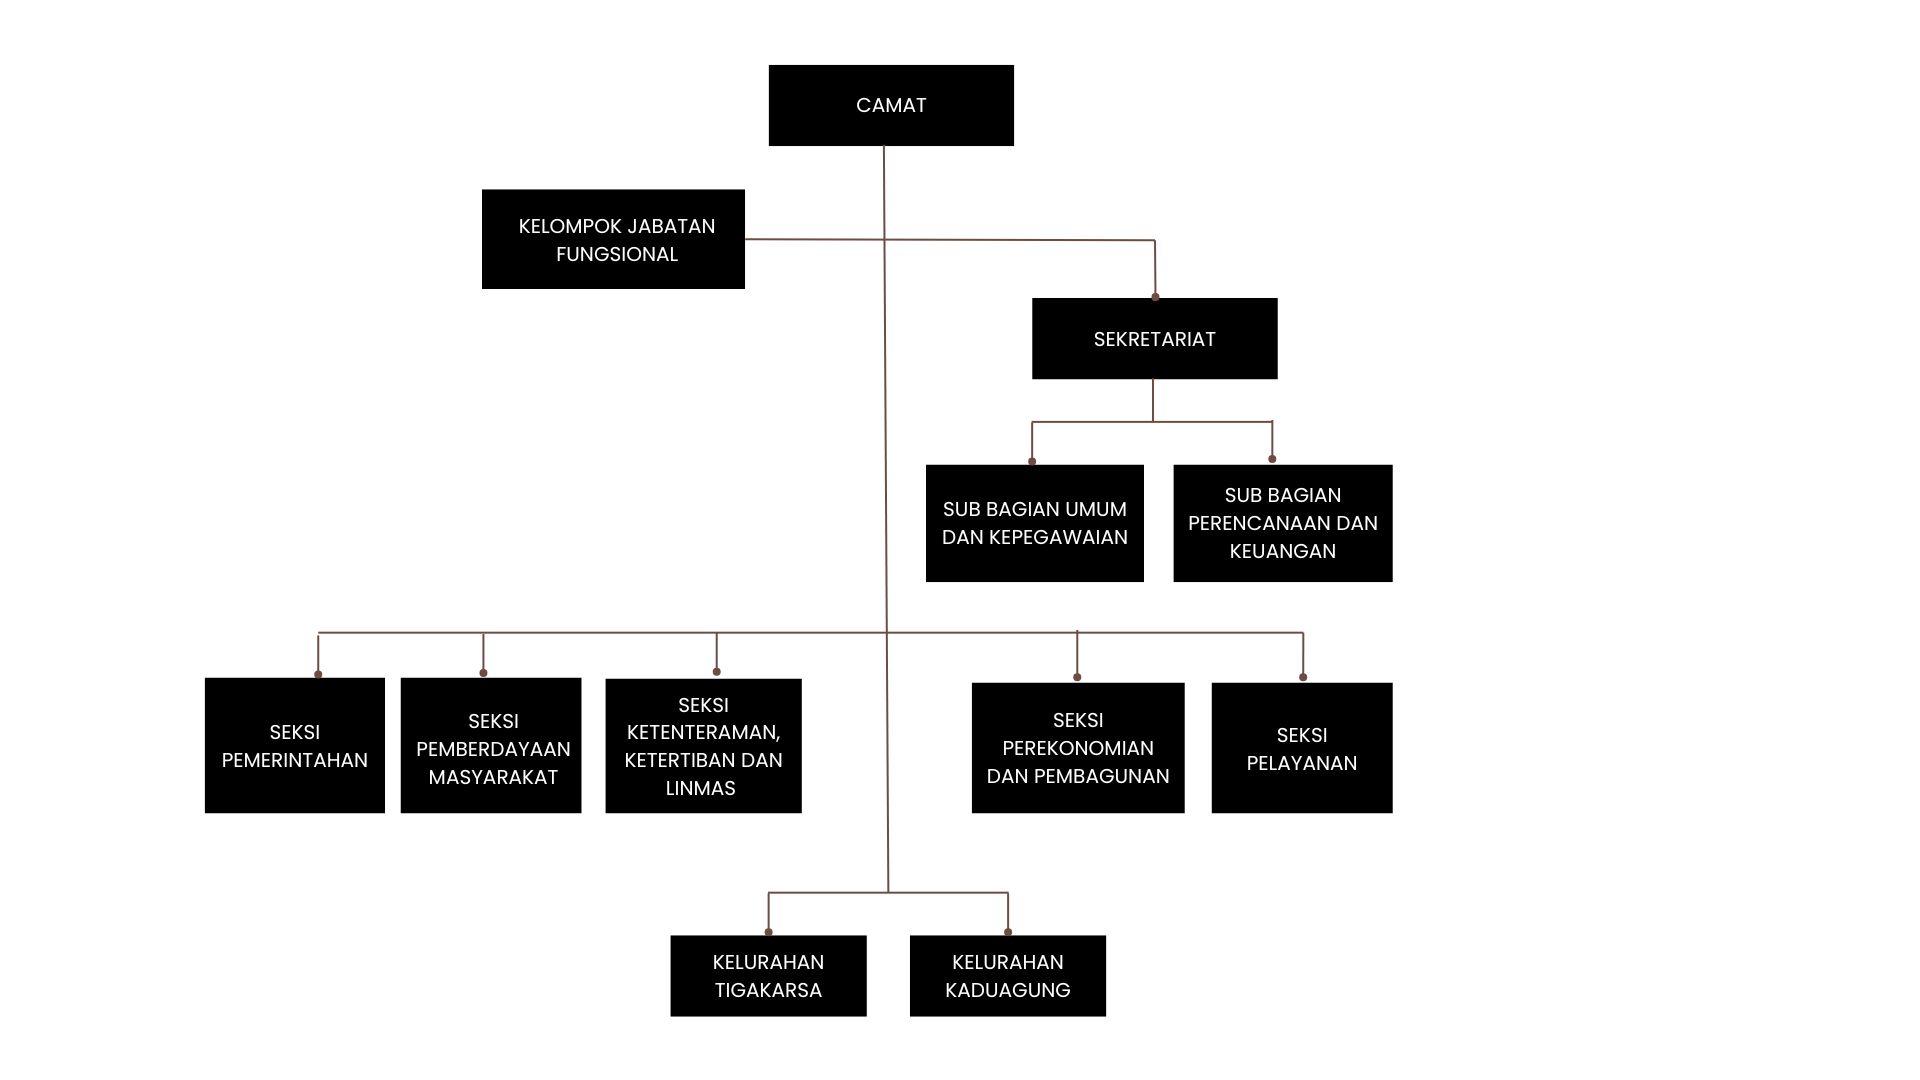 CAMAT
KELOMPOK JABATAN
FUNGSIONAL
SEKRETARIAT
SUB BAGIAN UMUM
DAN KEPEGAWAIAN
SUB BAGIAN
PERENCANAAN DAN
KEUANGAN
SEKSI
PEMERINTAHAN
SEKSI
PEMBERDAYAAN
MASYARAKAT
SEKSI
KETENTERAMAN,
KETERTIBAN DAN
LINMAS
SEKSI
PEREKONOMIAN
DAN PEMBAGUNAN
SEKSI
PELAYANAN
KELURAHAN
TIGAKARSA
KELURAHAN
KADUAGUNG